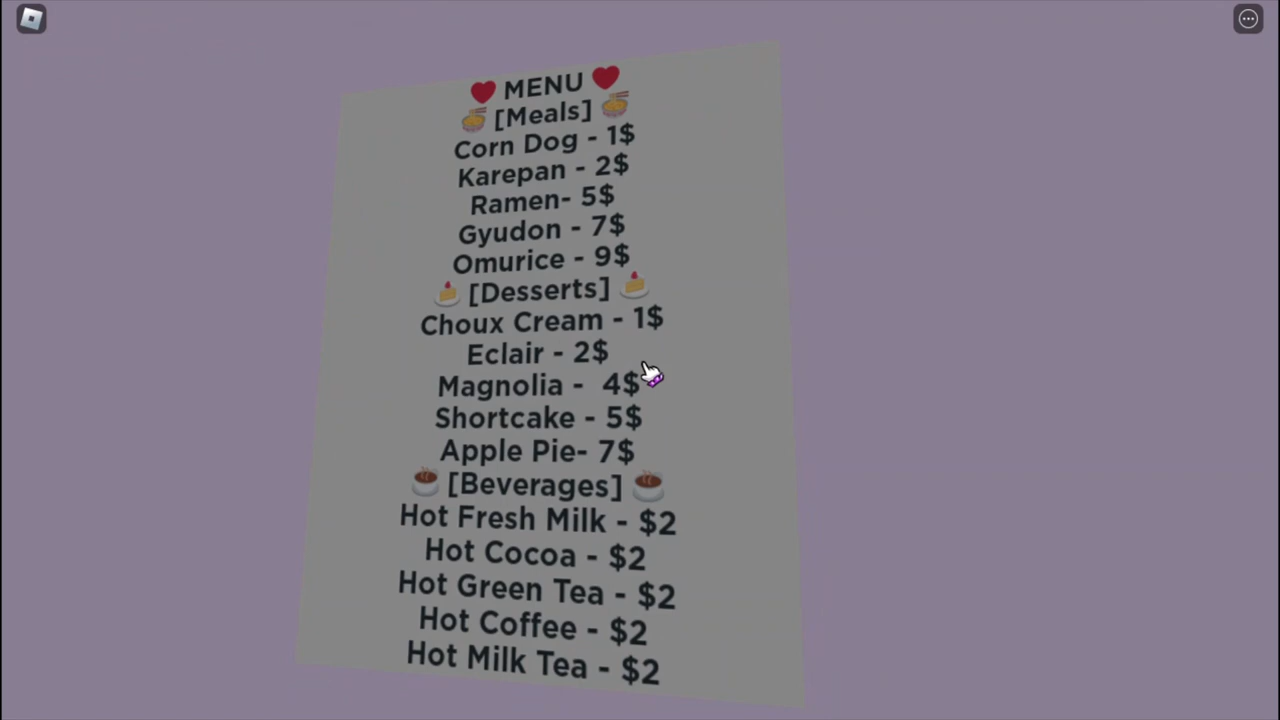 ❤️ MENU ❤️
🍜 [Meals] 🍜
Corn Dog - 1$
Karepan - 2$
Ramen- 5$
Gyudon - 7$
Omurice - 9$
🍰 [Desserts] 🍰
Choux Cream - 1$
Eclair - 2$
Magnolia -  4$
Shortcake - 5$
Apple Pie- 7$
☕ [Beverages] ☕
Hot Fresh Milk - $2
Hot Cocoa - $2
Hot Green Tea - $2
Hot Coffee - $2
Hot Milk Tea - $2